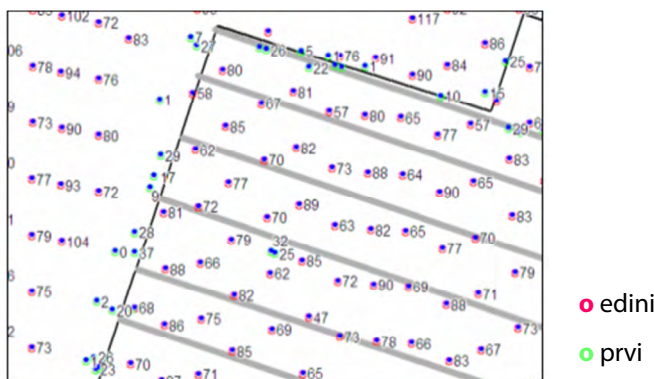 102 72 117
83 7 27 26 5 1 76 91 86
06 78 94 76 80 22 1 90 84 25
1 58 67 81 57 80 65 10 15
73 90 80 85 77 57 29
29 62 70 82 73 88 64 83
77 93 72 17 9 77 90 65
81 72 70 89 63 82 65 83
79 104 28 0 37 79 32 25 85 77 70
88 66 62 72 90 69 79
75 2 20 68 82 88 71
86 75 69 47 73 78 66 73
73 126 23 70 85 83 67
71 65
o edini
o prvi